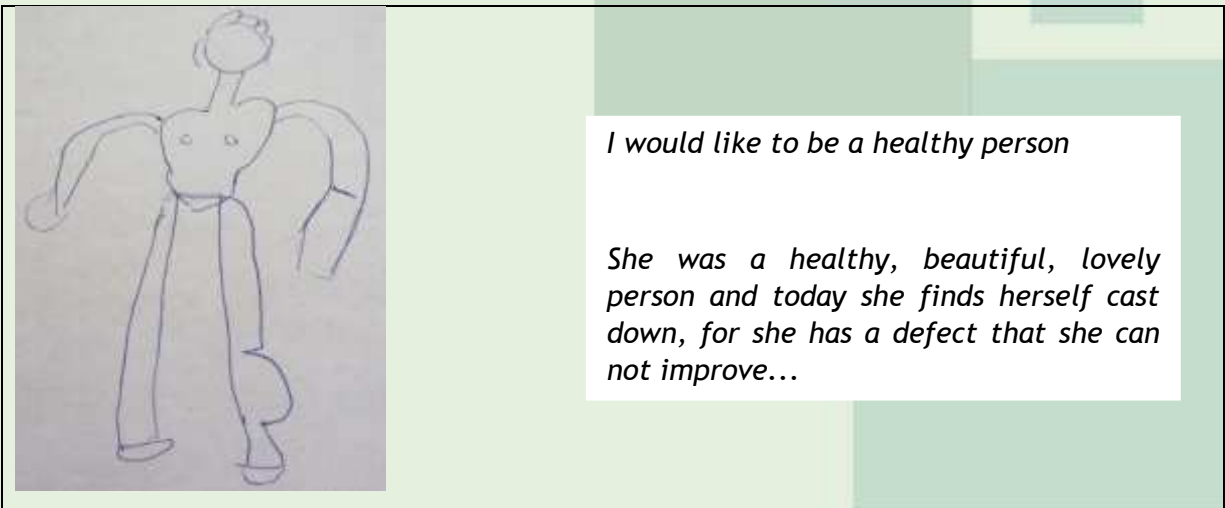 I would like to be a healthy person
She was a healthy, beautiful, lovely
person and today she finds herself cast
down, for she has a defect that she can
not improve...